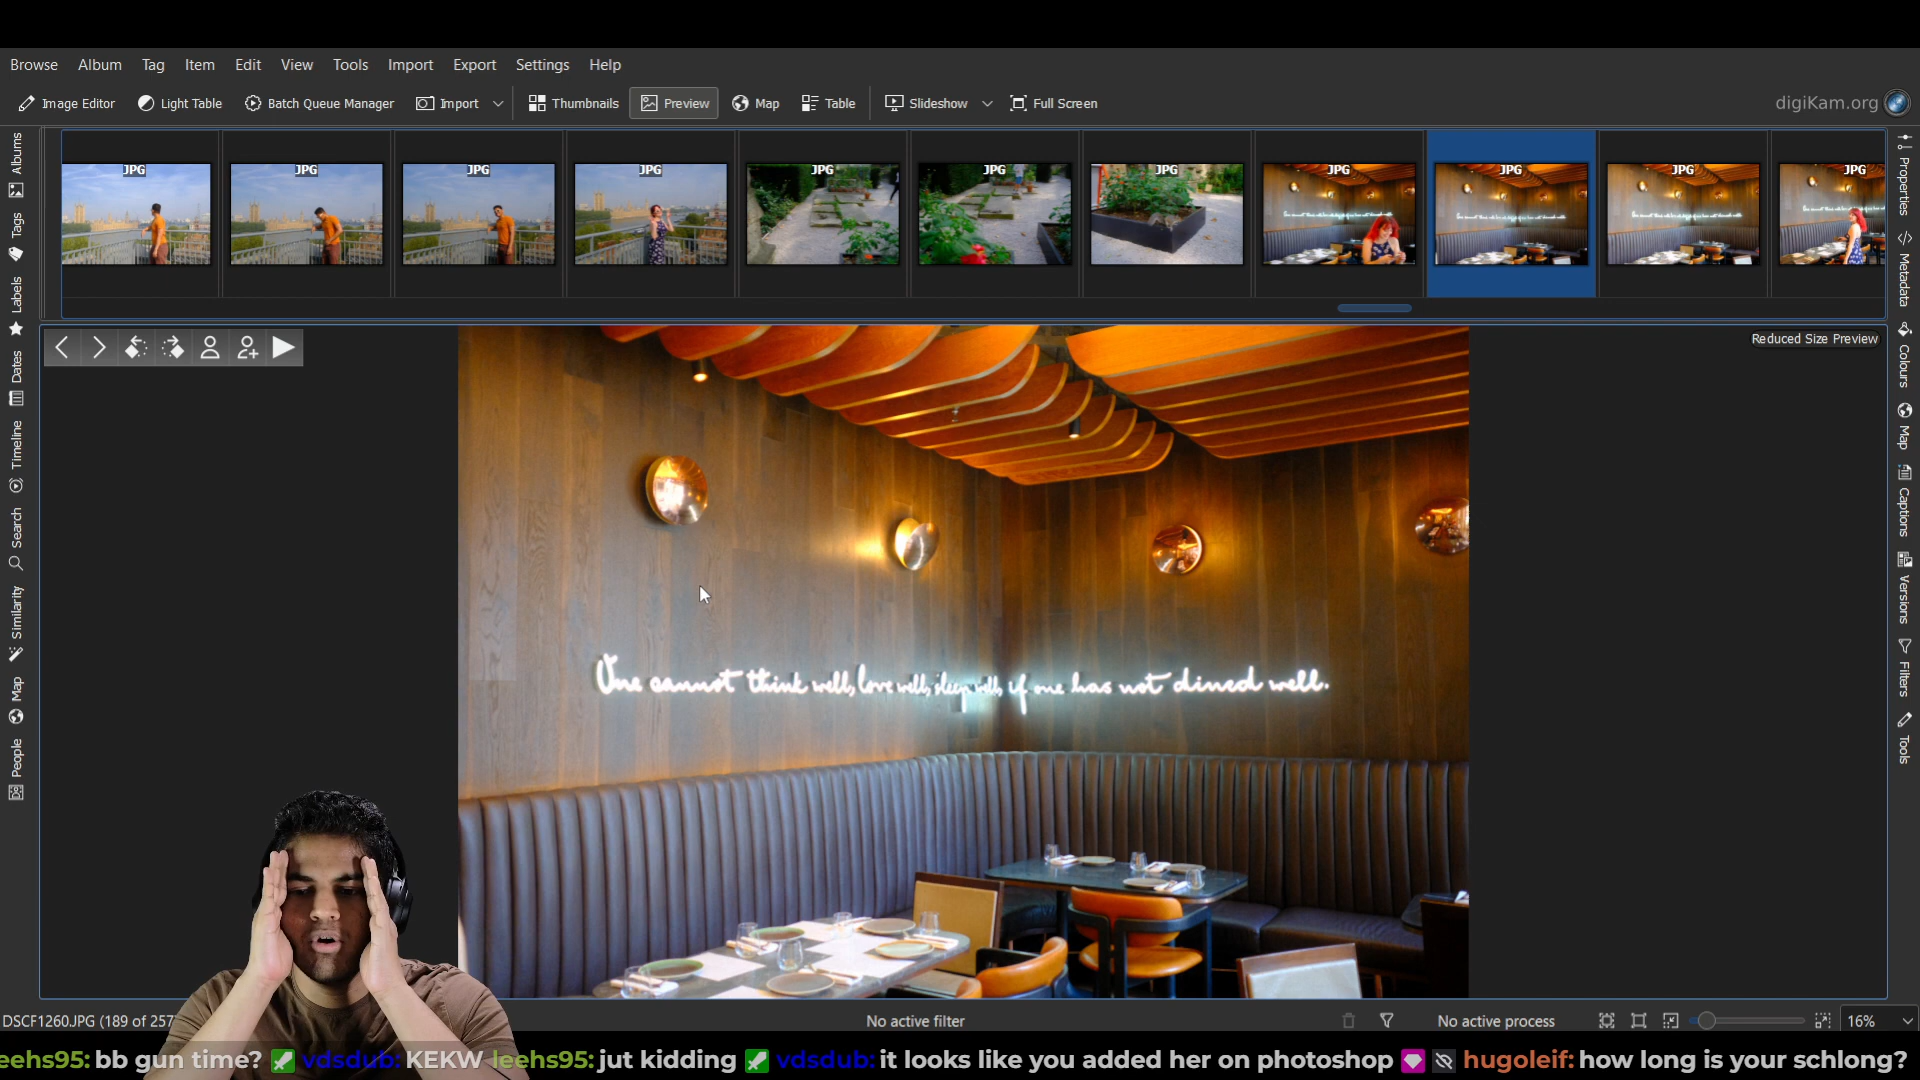 Browse Album Tag Item Edit View Tools Import Export Settings Help
Image Editor Light Table Batch Queue Manager Import Thumbnails Preview Map Table Slideshow Full Screen digiKam.org
JPG JPG JPG JPG JPG JPG JPG JPG JPG JPG JPG
Albums
Tags
Labels
Dates
Timeline
Search
Similarity
Map
People
Reduced Size Preview
One cannot think well, love well, sleep well, if one has not dined well.
Properties
Metadata
Colours
Map
Captions
Versions
Filters
Tools
DSCF1260.JPG (189 of 257 No active filter No active process 16%
eehs95: bb gun time? vdsdub: KEKW leehs95: jut kidding vdsdub: it looks like you added her on photoshop hugoleif: how long is your schlong?